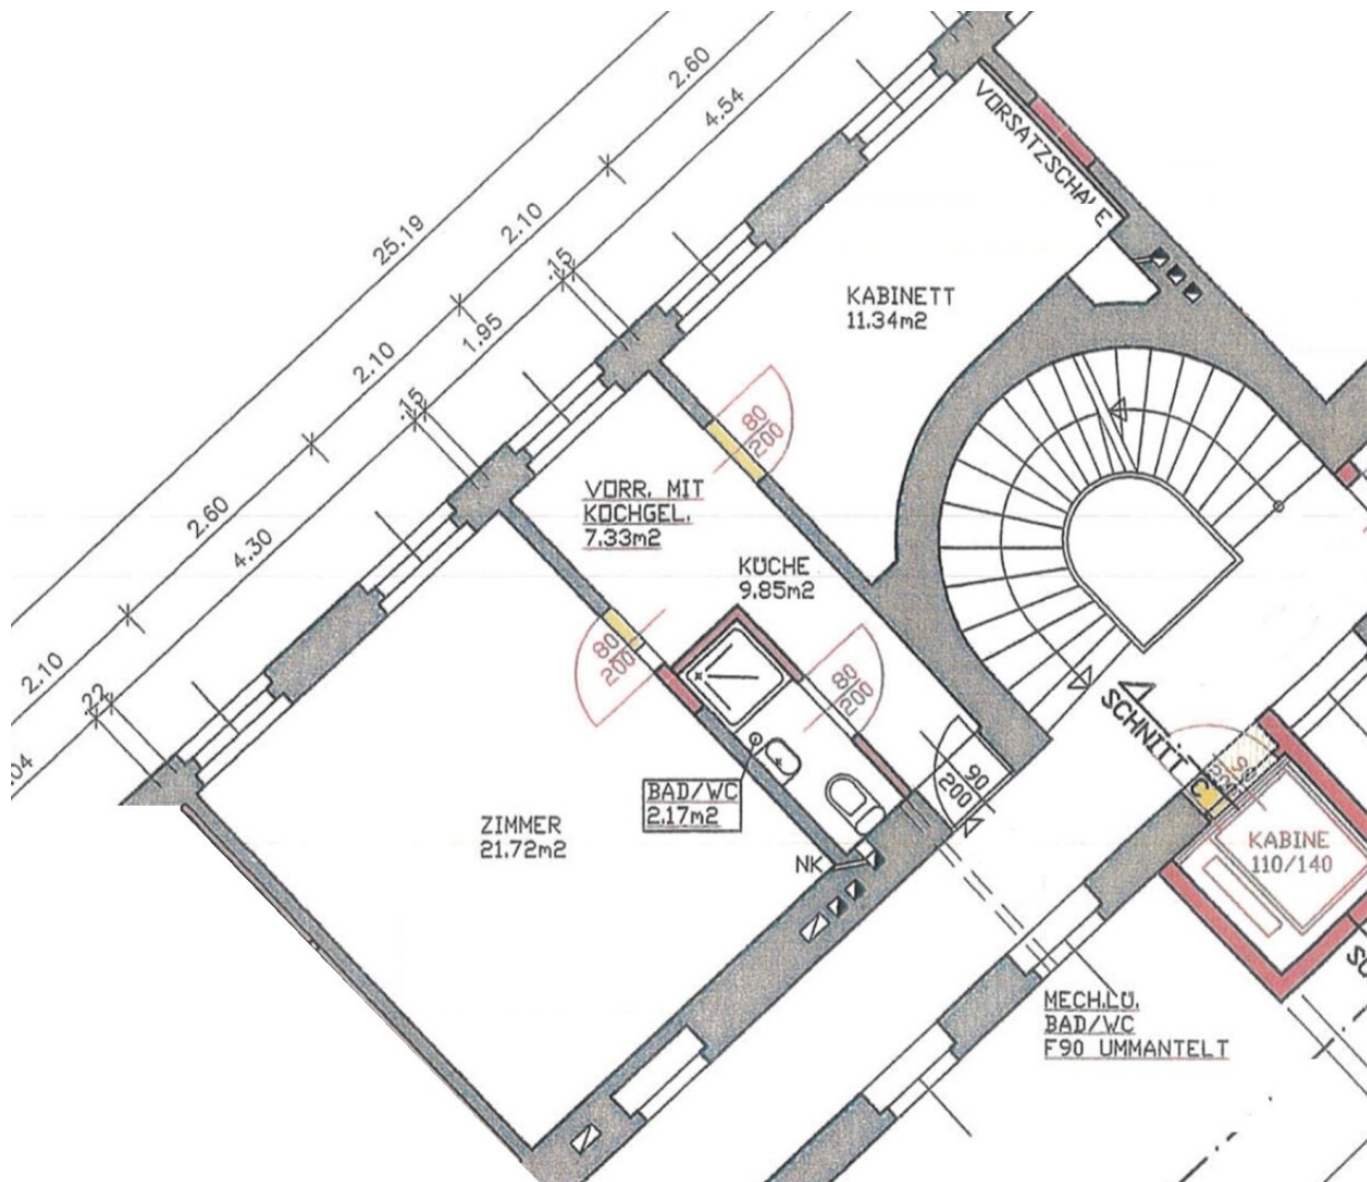 2.60
4.54
25.19
2.10
.15
1.95
2.10
.15
2.60
4.30
2.10
.22
.04
VORSATZSCHALE
KABINETT
11.34m2
80
200
VORR. MIT
KOCHGEL.
7.33m2
KÜCHE
9.85m2
80
200
80
200
SCHNITT C
90
200
BAD/WC
2.17m2
ZIMMER
21.72m2
NK
KABINE
110/140
MECH.LÜ.
BAD/WC
F90 UMMANTELT